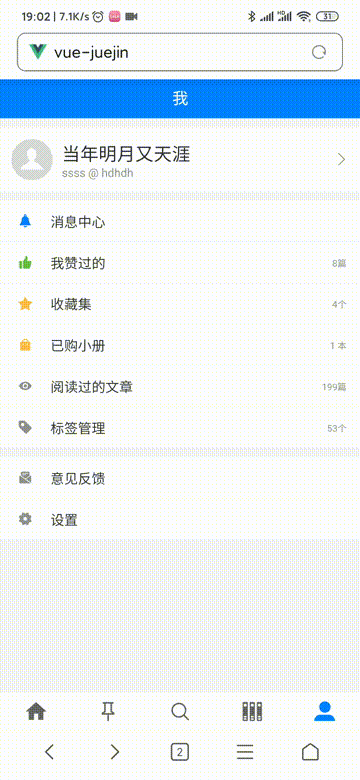 19:02 | 7.1K/s HD 31
vue-juejin
我
当年明月又天涯
ssss @ hdhdh
消息中心
我赞过的 8篇
收藏集 4个
已购小册 1 本
阅读过的文章 199篇
标签管理 53个
意见反馈
设置
2